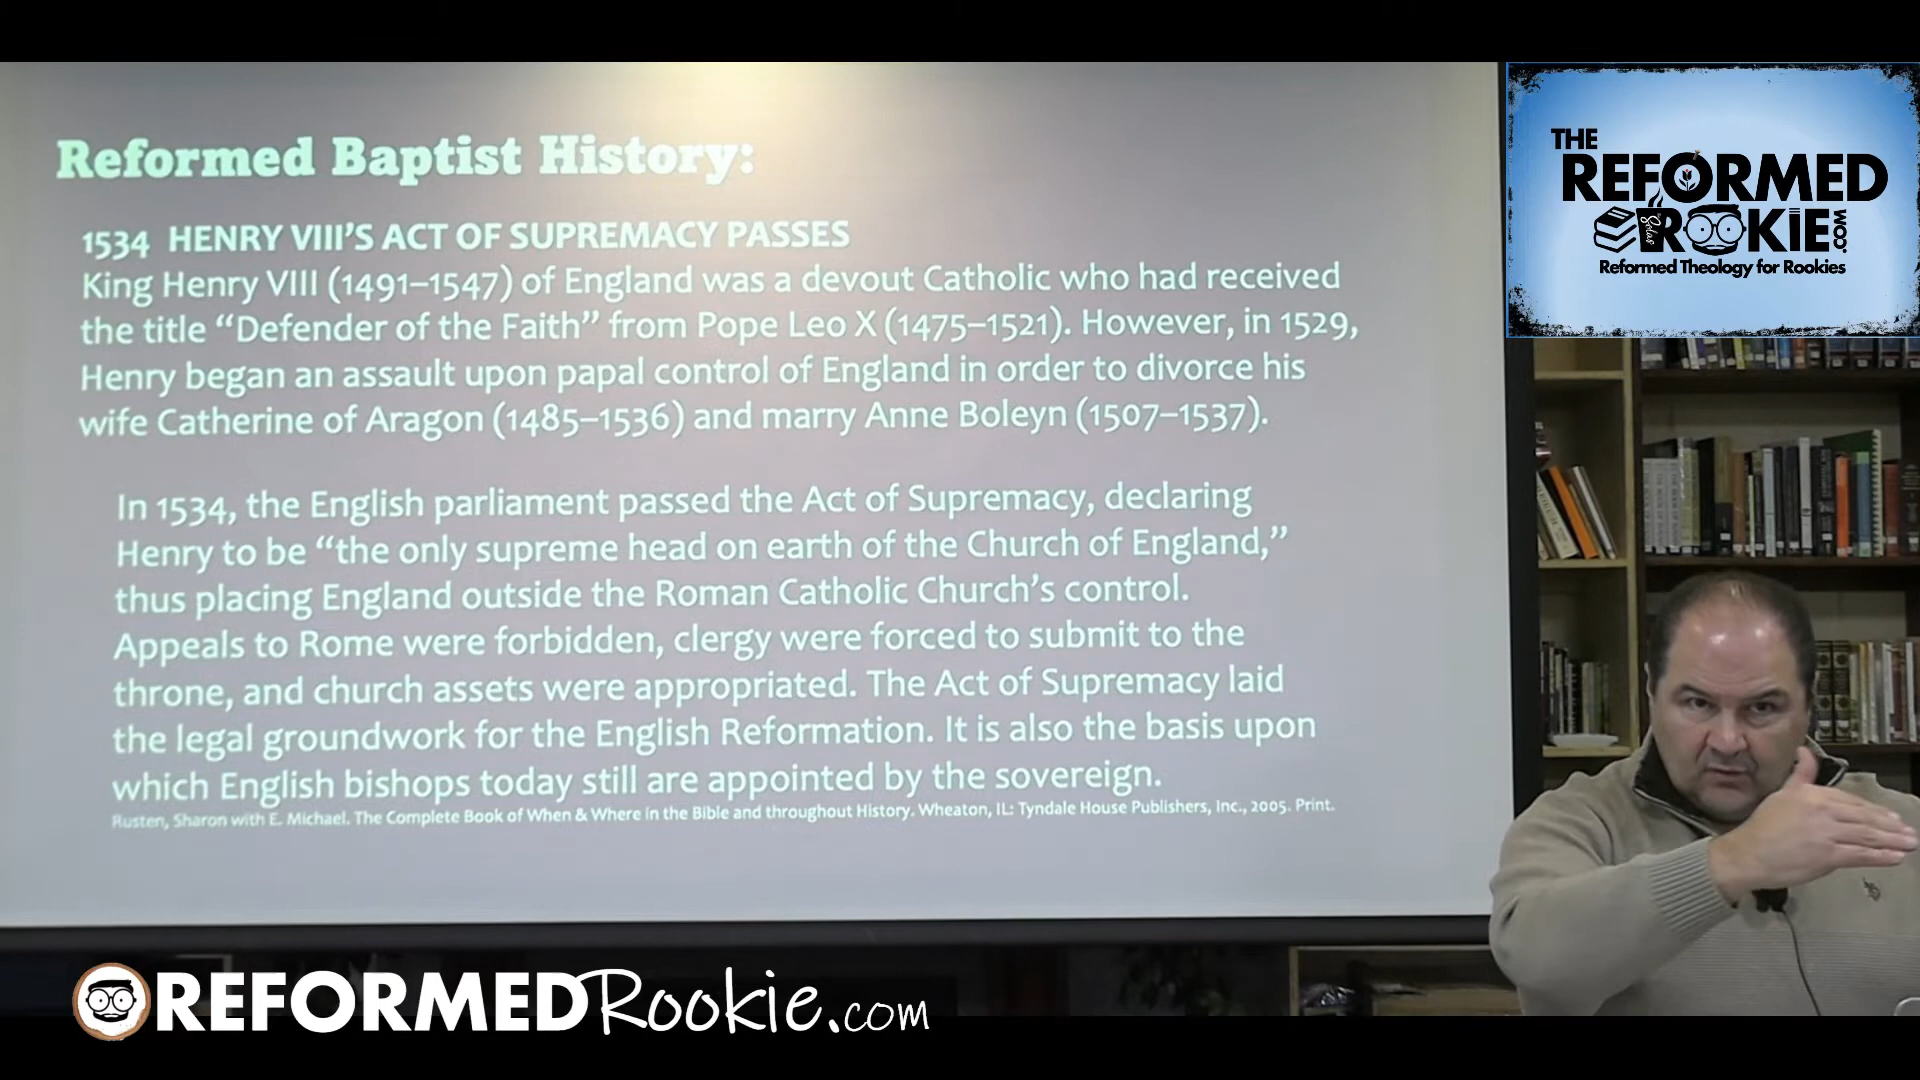 Reformed Baptist History:
1534 HENRY VIII'S ACT OF SUPREMACY PASSES
King Henry VIII (1491–1547) of England was a devout Catholic who had received
the title “Defender of the Faith” from Pope Leo X (1475–1521). However, in 1529,
Henry began an assault upon papal control of England in order to divorce his
wife Catherine of Aragon (1485–1536) and marry Anne Boleyn (1507–1537).
In 1534, the English parliament passed the Act of Supremacy, declaring
Henry to be “the only supreme head on earth of the Church of England,”
thus placing England outside the Roman Catholic Church's control.
Appeals to Rome were forbidden, clergy were forced to submit to the
throne, and church assets were appropriated. The Act of Supremacy laid
the legal groundwork for the English Reformation. It is also the basis upon
which English bishops today still are appointed by the sovereign.
Rusten, Sharon with E. Michael. The Complete Book of When & Where in the Bible and throughout History. Wheaton, IL: Tyndale House Publishers, Inc., 2005. Print.
THE
REFORMED
ROOKIE.COM
Solas
Reformed Theology for Rookies
REFORMEDRookie.com